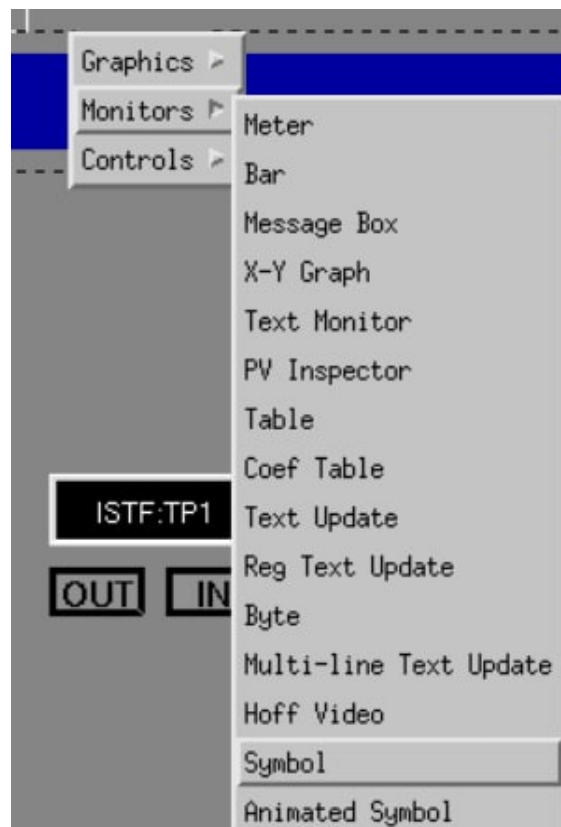 Graphics
Monitors
Controls
Meter
Bar
Message Box
X-Y Graph
Text Monitor
PV Inspector
Table
Coef Table
Text Update
Reg Text Update
Byte
Multi-line Text Update
Hoff Video
Symbol
Animated Symbol
ISTF:TP1
OUT IN